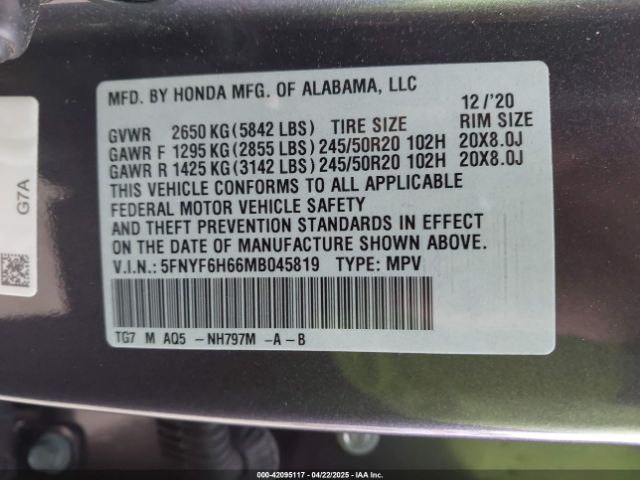 MFD. BY HONDA MFG. OF ALABAMA, LLC
12 /'20
GVWR 2650 KG (5842 LBS) TIRE SIZE RIM SIZE
GAWR F 1295 KG (2855 LBS) 245/50R20 102H 20X8.0J
GAWR R 1425 KG (3142 LBS) 245/50R20 102H 20X8.0J
THIS VEHICLE CONFORMS TO ALL APPLICABLE
FEDERAL MOTOR VEHICLE SAFETY
AND THEFT PREVENTION STANDARDS IN EFFECT
ON THE DATE OF MANUFACTURE SHOWN ABOVE.
V.I.N.: 5FNYF6H66MB045819 TYPE: MPV
TG7 M AQ5 - NH797M -A - B
G7A
000-42095117 - 04/22/2025 - IAAI.com